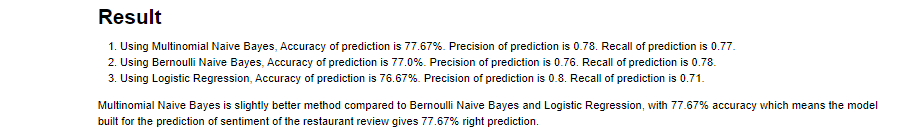 Result
1. Using Multinomial Naive Bayes, Accuracy of prediction is 77.67%. Precision of prediction is 0.78. Recall of prediction is 0.77.
2. Using Bernoulli Naive Bayes, Accuracy of prediction is 77.0%. Precision of prediction is 0.76. Recall of prediction is 0.78.
3. Using Logistic Regression, Accuracy of prediction is 76.67%. Precision of prediction is 0.8. Recall of prediction is 0.71.
Multinomial Naive Bayes is slightly better method compared to Bernoulli Naive Bayes and Logistic Regression, with 77.67% accuracy which means the model
built for the prediction of sentiment of the restaurant review gives 77.67% right prediction.